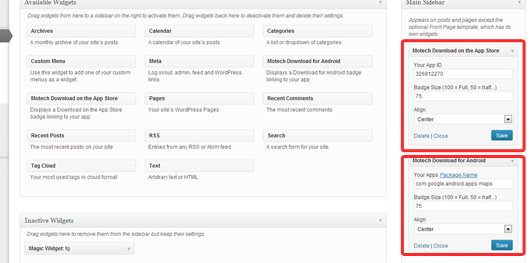 Available Widgets
Drag widgets from here to a sidebar on the right to activate them. Drag widgets back here to deactivate them and delete their settings.
Archives
A monthly archive of your site's posts
Calendar
A calendar of your site's posts
Categories
A list or dropdown of categories
Custom Menu
Use this widget to add one of your custom menus as a widget.
Meta
Log in/out, admin, feed and WordPress links
Motech Download for Android
Displays a Download for Android badge linking to your app
Motech Download on the App Store
Displays a Download on the App Store badge linking to your app
Pages
Your site's WordPress Pages
Recent Comments
The most recent comments
Recent Posts
The most recent posts on your site
RSS
Entries from any RSS or Atom feed
Search
A search form for your site
Tag Cloud
Your most used tags in cloud format
Text
Arbitrary text or HTML
Inactive Widgets
Drag widgets here to remove them from the sidebar but keep their settings.
Magic Widget: fg
Main Sidebar
Appears on posts and pages except the
optional Front Page template, which has
its own widgets
Motech Download on the App Store
Your App ID
326912270
Badge Size (100 = Full, 50 = half...)
75
Align
Center
Delete | Close
Save
Motech Download for Android
Your Apps Package Name
com.google.android.apps.maps
Badge Size (100 = Full, 50 = half...)
75
Align
Center
Delete | Close
Save